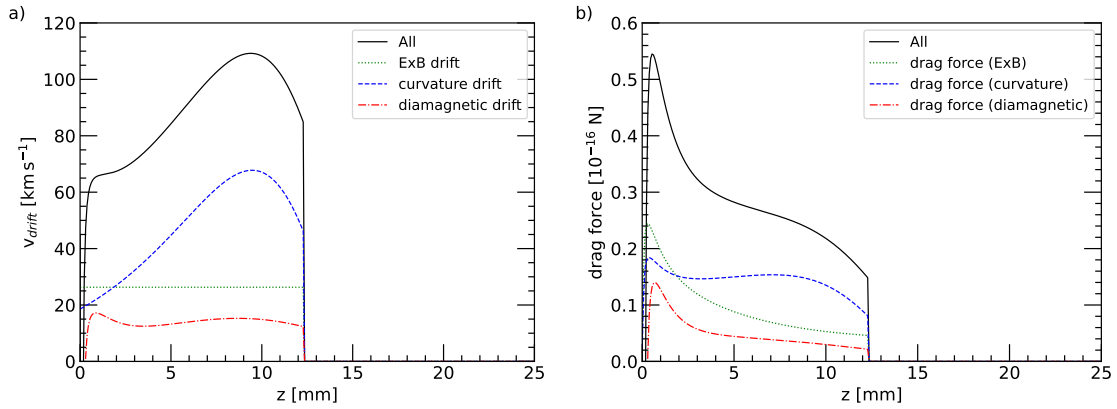 a)
120
100
80
60
40
20
0
v_drift [km s⁻¹]
All
ExB drift
curvature drift
diamagnetic drift
0 5 10 15 20 25
z [mm]
b)
0.6
0.5
0.4
0.3
0.2
0.1
0.0
drag force [10⁻¹⁶ N]
All
drag force (ExB)
drag force (curvature)
drag force (diamagnetic)
0 5 10 15 20 25
z [mm]